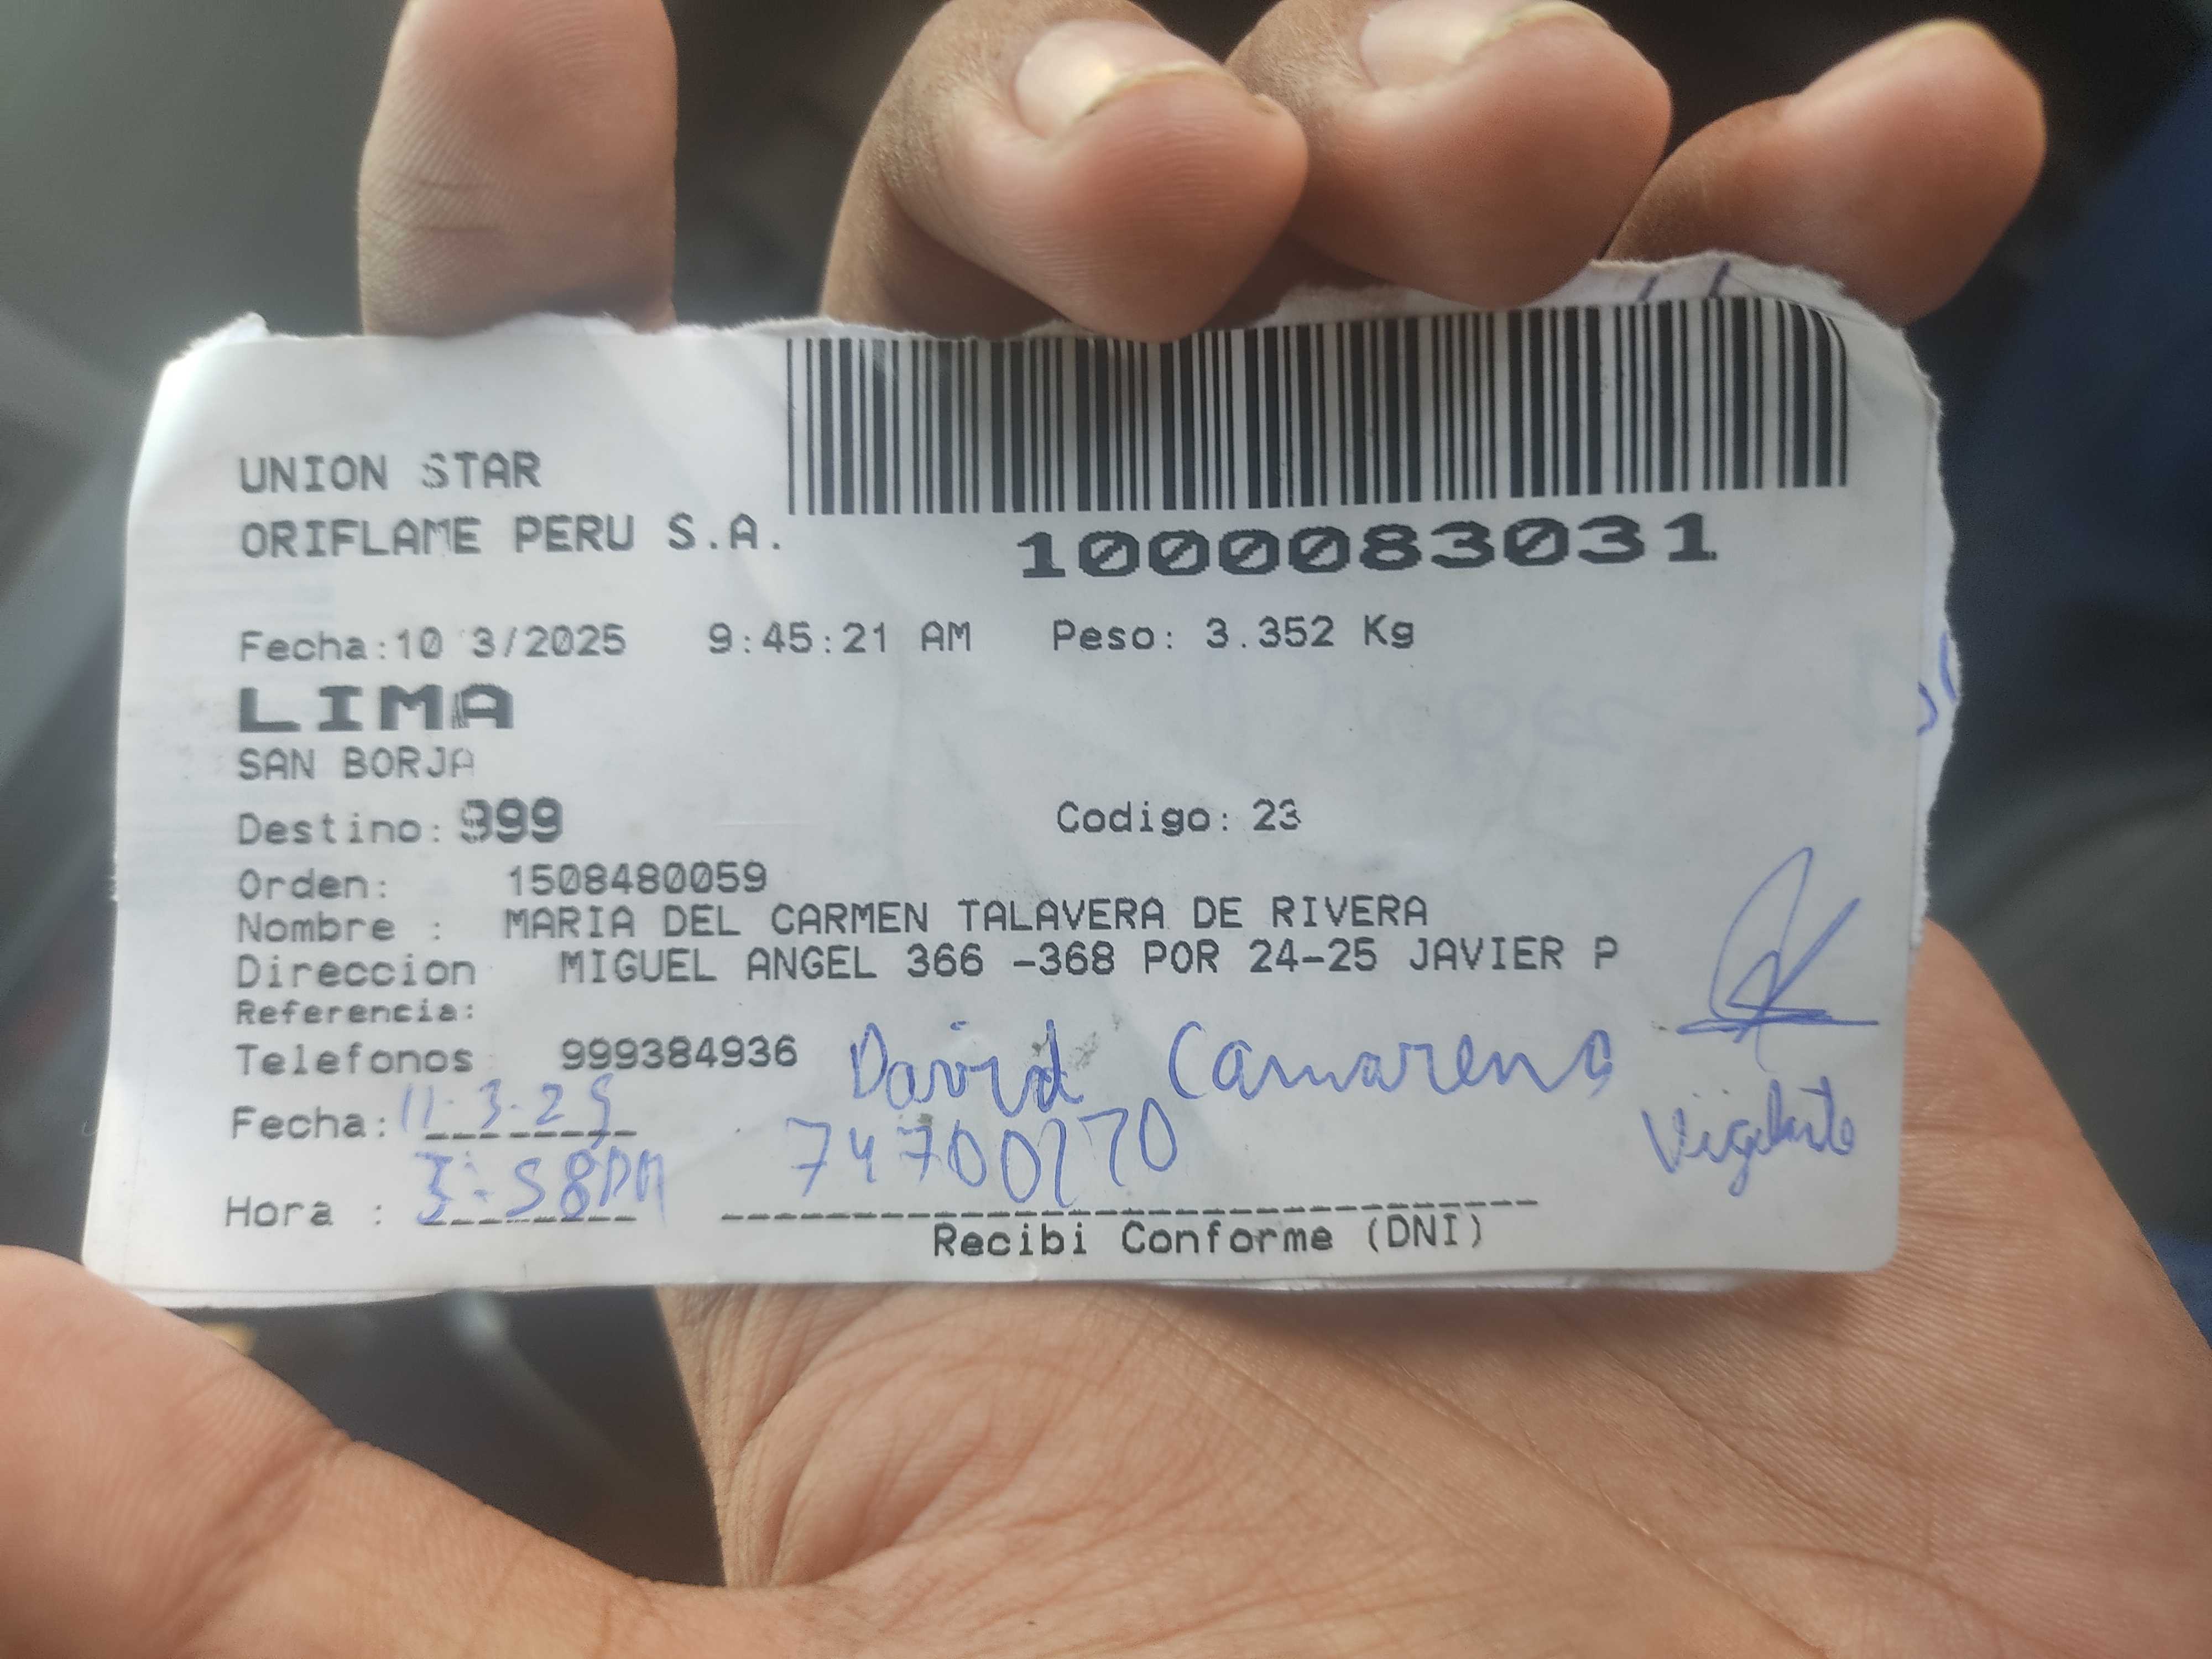 UNION STAR
ORIFLAME PERU S.A.
1000083031
Fecha:10 3/2025 9:45:21 AM Peso: 3.352 Kg
LIMA
SAN BORJA
Destino: 999 Codigo: 23
Orden: 1508480059
Nombre : MARIA DEL CARMEN TALAVERA DE RIVERA
Direccion MIGUEL ANGEL 366 -368 POR 24-25 JAVIER P
Referencia:
Telefonos 999384936 David Camarena
Fecha: 11-3-25 Vigilante
Hora : 3:58PM
Recibi Conforme (DNI)